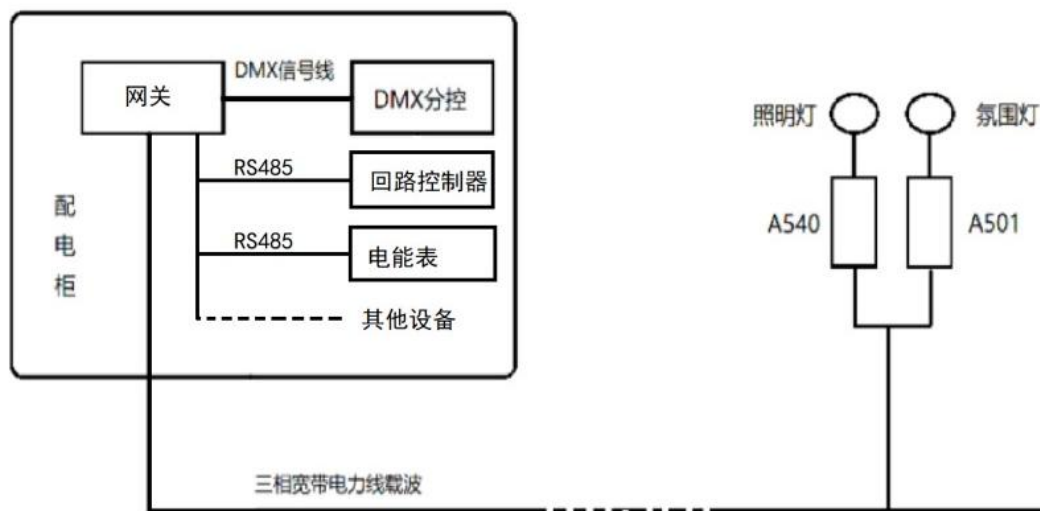 网关
DMX信号线
DMX分控
RS485
回路控制器
RS485
电能表
其他设备
配电柜
照明灯
氛围灯
A540
A501
三相宽带电力线载波